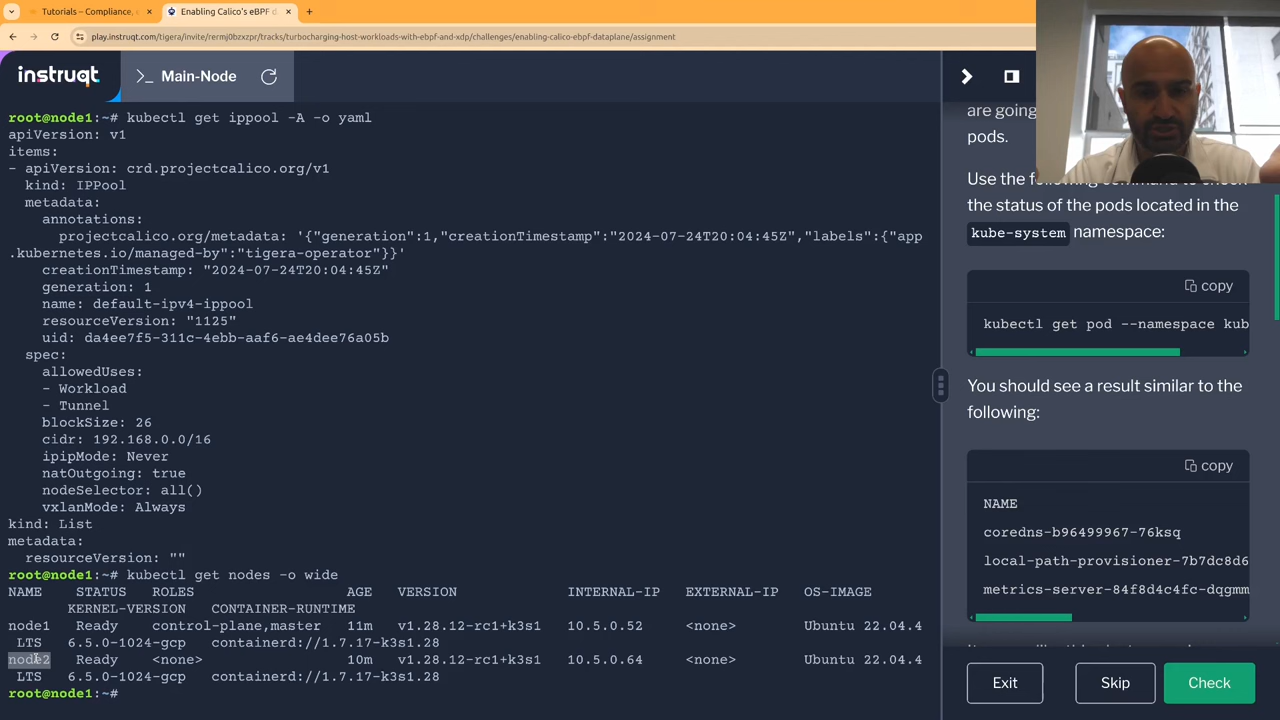 Tutorials – Compliance,
Enabling Calico's eBPF d
play.instruqt.com/tigera/invite/rermj0bzxzpr/tracks/turbocharging-host-workloads-with-ebpf-and-xdp/challenges/enabling-calico-ebpf-dataplane/assignment
instruqt
>_ Main-Node
root@node1:~# kubectl get ippool -A -o yaml
apiVersion: v1
items:
- apiVersion: crd.projectcalico.org/v1
kind: IPPool
metadata:
annotations:
projectcalico.org/metadata: '{"generation":1,"creationTimestamp":"2024-07-24T20:04:45Z","labels":{"app
.kubernetes.io/managed-by":"tigera-operator"}}'
creationTimestamp: "2024-07-24T20:04:45Z"
generation: 1
name: default-ipv4-ippool
resourceVersion: "1125"
uid: da4ee7f5-311c-4ebb-aaf6-ae4dee76a05b
spec:
allowedUses:
- Workload
- Tunnel
blockSize: 26
cidr: 192.168.0.0/16
ipipMode: Never
natOutgoing: true
nodeSelector: all()
vxlanMode: Always
kind: List
metadata:
resourceVersion: ""
root@node1:~# kubectl get nodes -o wide
NAME STATUS ROLES AGE VERSION INTERNAL-IP EXTERNAL-IP OS-IMAGE
KERNEL-VERSION CONTAINER-RUNTIME
node1 Ready control-plane,master 11m v1.28.12-rc1+k3s1 10.5.0.52 <none> Ubuntu 22.04.4
LTS 6.5.0-1024-gcp containerd://1.7.17-k3s1.28
node2 Ready <none> 10m v1.28.12-rc1+k3s1 10.5.0.64 <none> Ubuntu 22.04.4
LTS 6.5.0-1024-gcp containerd://1.7.17-k3s1.28
root@node1:~#
are going
pods.
Use the following command to check
the status of the pods located in the
kube-system namespace:
copy
kubectl get pod --namespace kub
You should see a result similar to the
following:
copy
NAME
coredns-b96499967-76ksq
local-path-provisioner-7b7dc8d6
metrics-server-84f8d4c4fc-dqgmm
Exit
Skip
Check